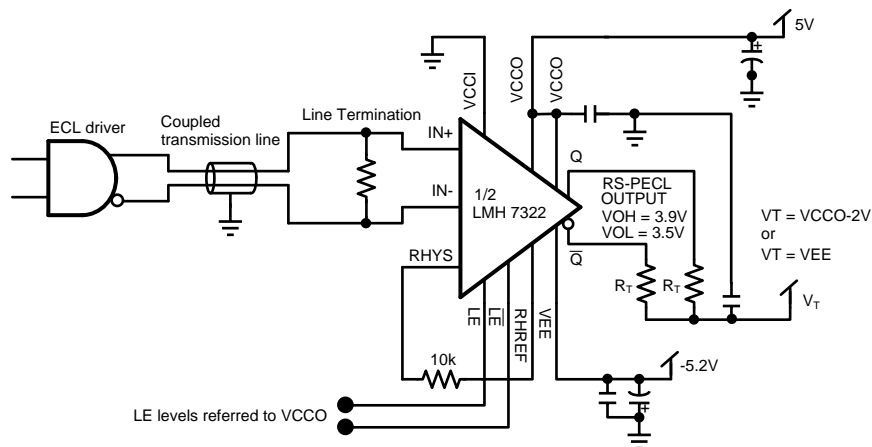 5V
+
VCCI
VCCO
VCCO
ECL driver
Coupled
transmission line
Line Termination
IN+
IN-
RHYS
1/2
LMH 7322
Q
RS-PECL
OUTPUT
VOH = 3.9V
VOL = 3.5V
Q
VT = VCCO-2V
or
VT = VEE
RT
RT
VT
LE
LE
RHREF
VEE
10k
-5.2V
+
LE levels referred to VCCO